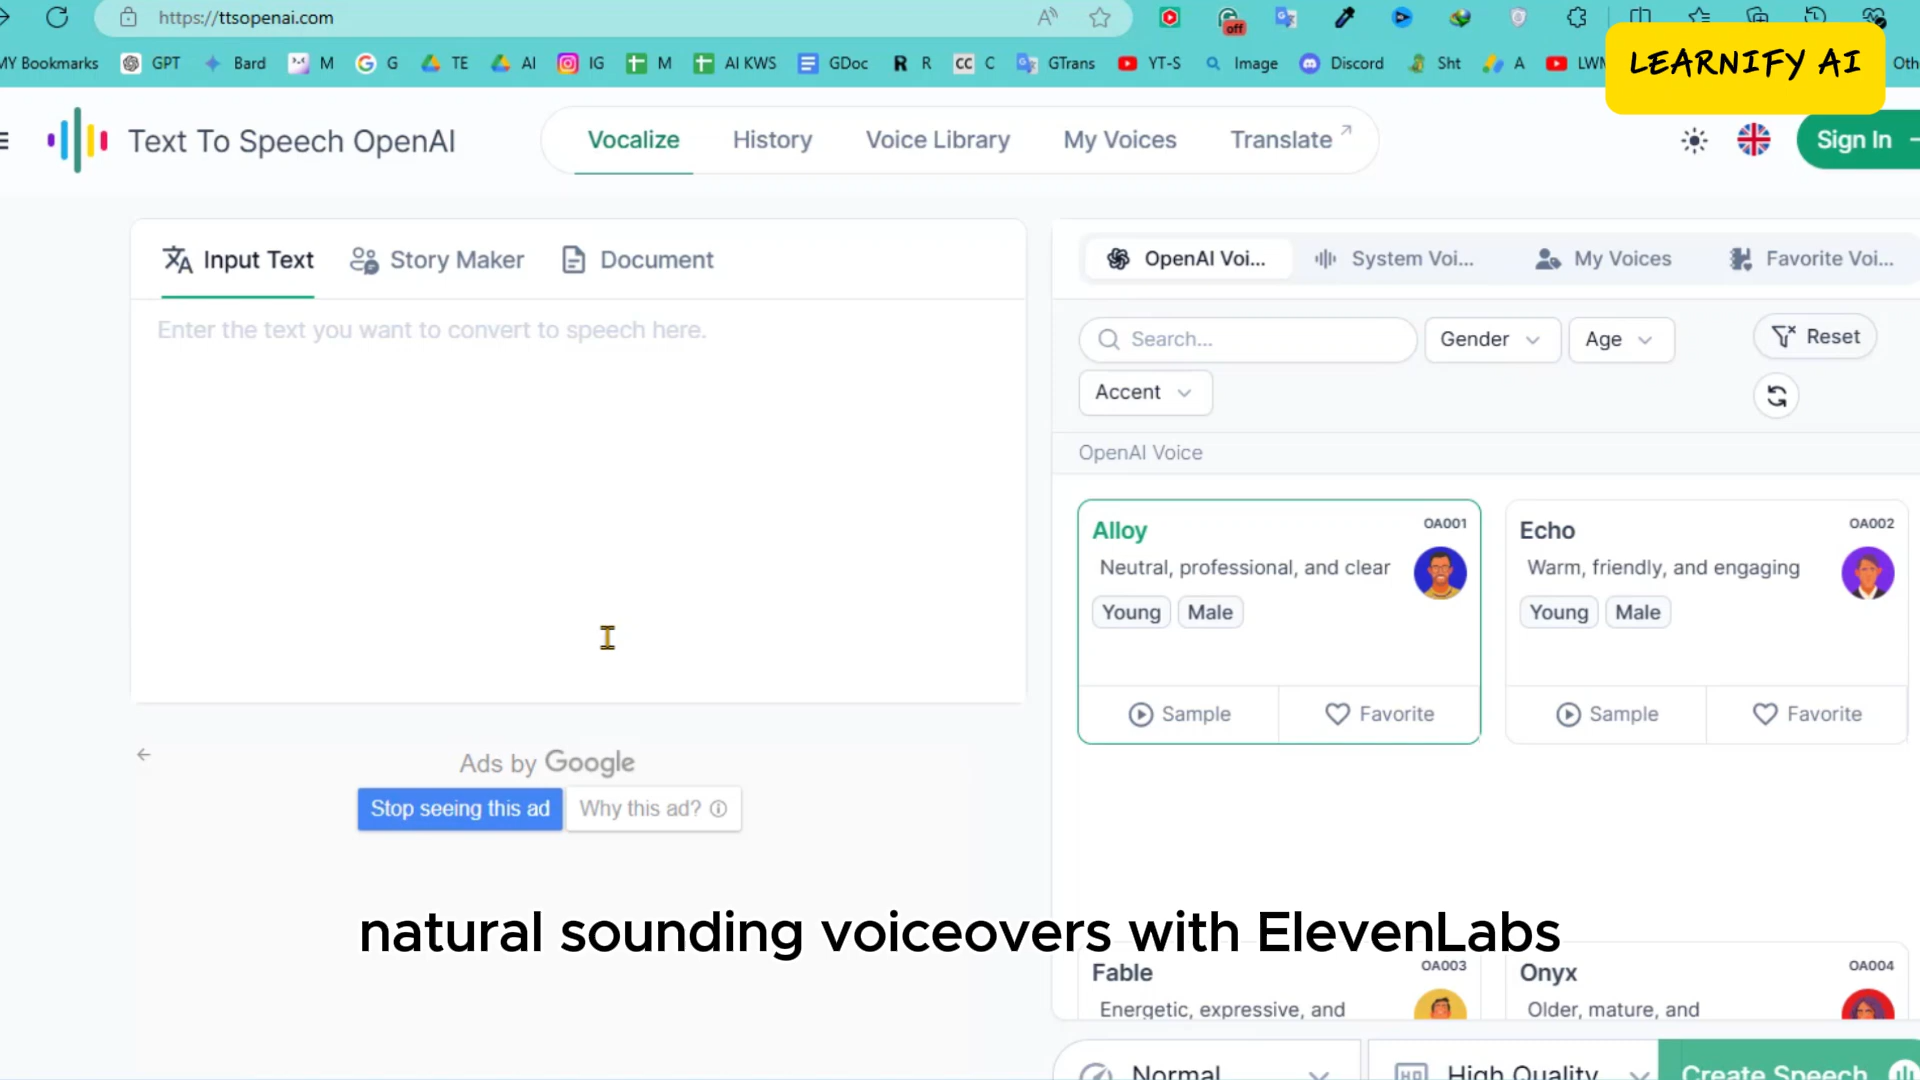 https://ttsopenai.com
off
MY Bookmarks GPT Bard M G TE AI IG M AI KWS GDoc R R CC C GTrans YT-S Image Discord Sht A Oth
LEARNIFY AI
Text To Speech OpenAI Vocalize History Voice Library My Voices Translate Sign In
Input Text Story Maker Document
OpenAI Voi... System Voi... My Voices Favorite Voi...
Enter the text you want to convert to speech here.
Search... Gender Age Reset
Accent
OpenAI Voice
Alloy OA001
Neutral, professional, and clear
Young Male
Sample Favorite
Echo OA002
Warm, friendly, and engaging
Young Male
Sample Favorite
Ads by Google
Stop seeing this ad Why this ad?
natural sounding voiceovers with ElevenLabs
Fable OA003
Energetic, expressive, and
Onyx OA004
Older, mature, and
Normal HQ High Quality Create Speech